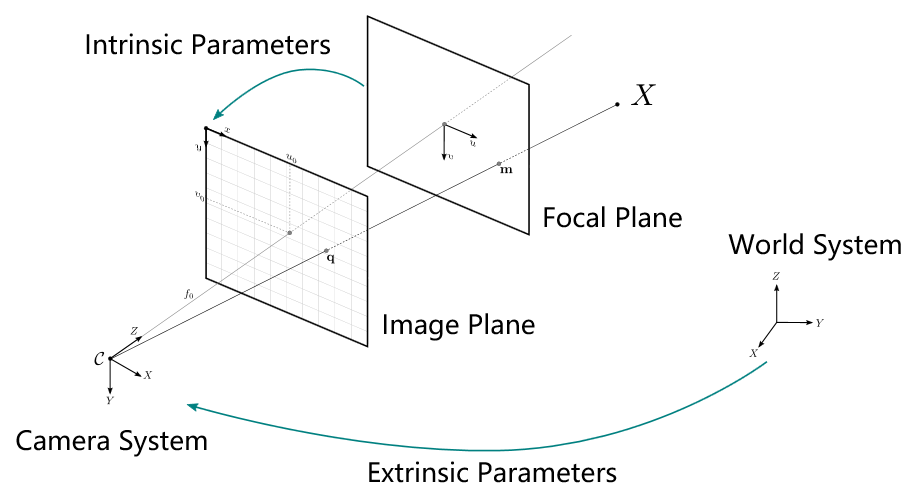 Intrinsic Parameters
X
x
u
u₀
v
u
m
v₀
Focal Plane
World System
q
Z
f₀
Image Plane
Y
Z
X
C
X
Y
Camera System
Extrinsic Parameters